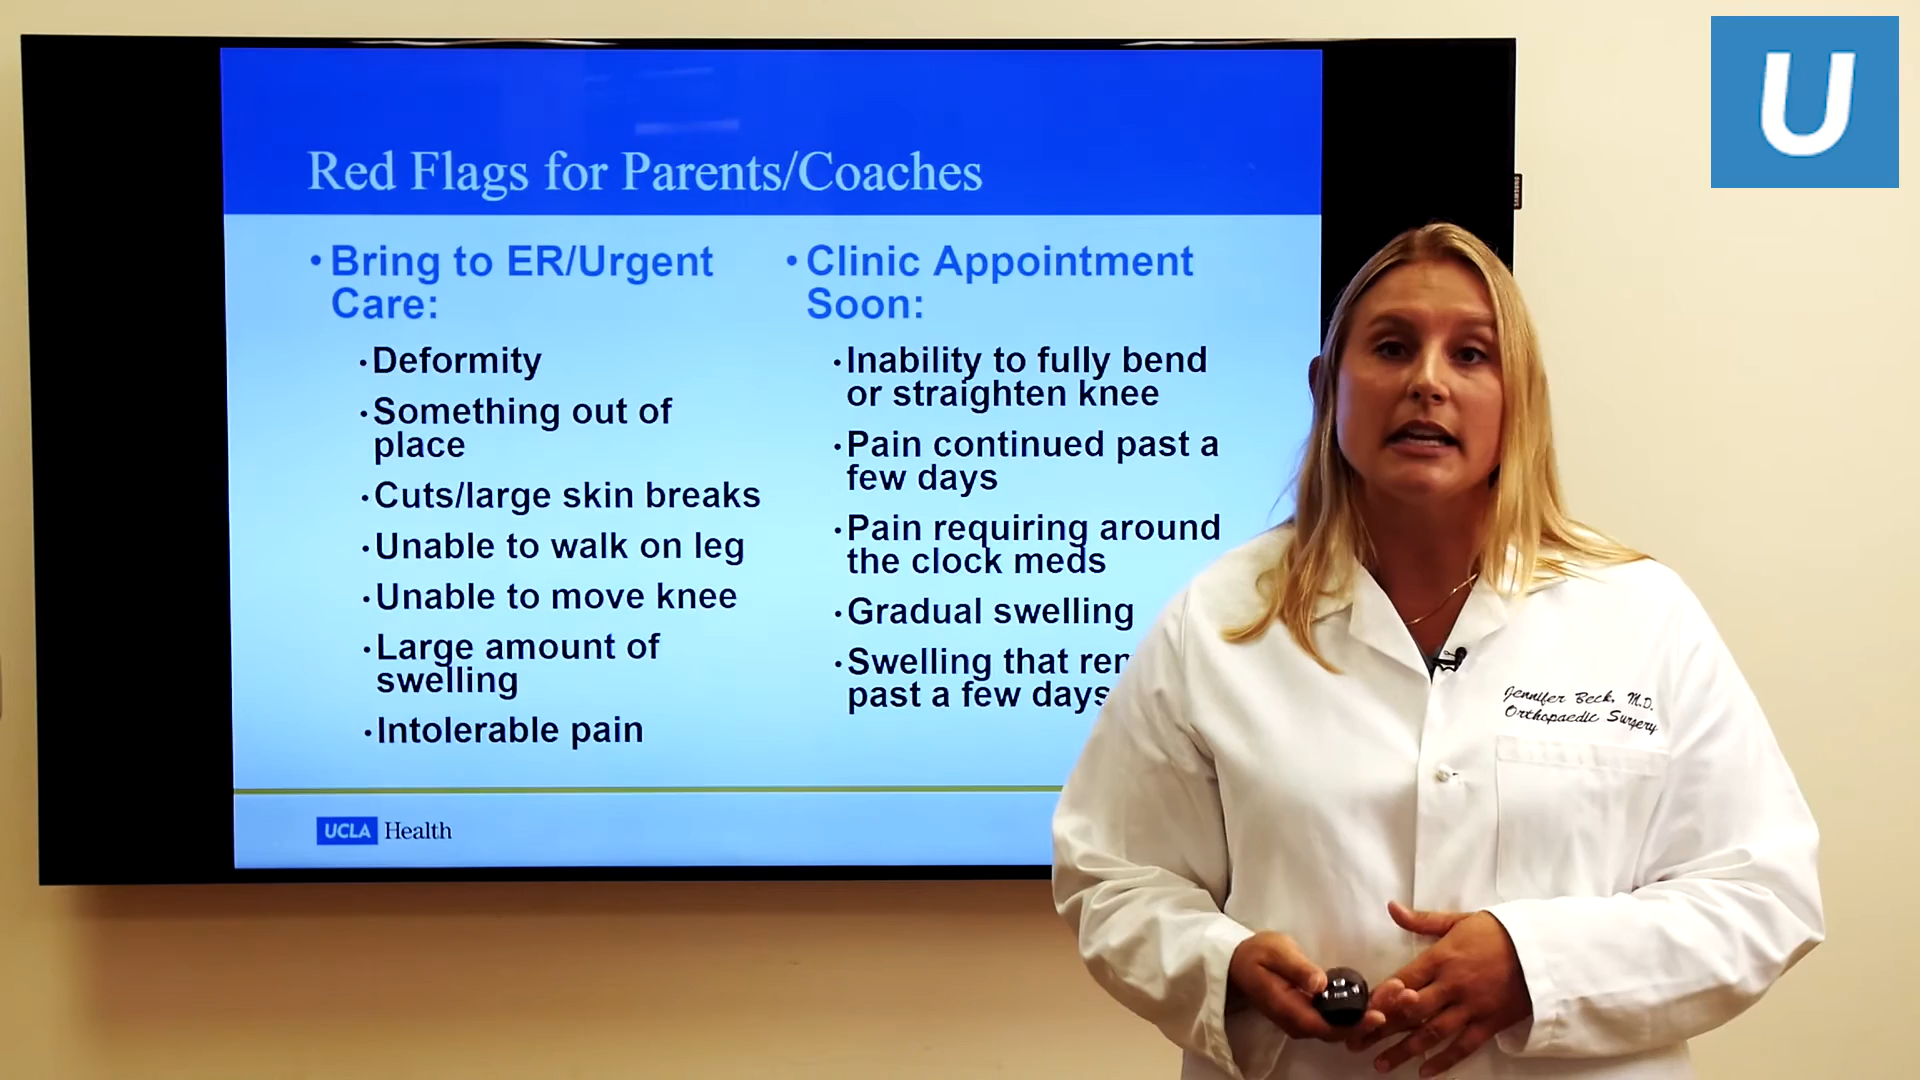 Red Flags for Parents/Coaches
• Bring to ER/Urgent
Care:
• Deformity
• Something out of
place
• Cuts/large skin breaks
• Unable to walk on leg
• Unable to move knee
• Large amount of
swelling
• Intolerable pain
• Clinic Appointment
Soon:
• Inability to fully bend
or straighten knee
• Pain continued past a
few days
• Pain requiring around
the clock meds
• Gradual swelling
• Swelling that
past a few days
UCLA Health
Jennifer Beck, M.D.
Orthopaedic Surgery
U
SAMSUNG